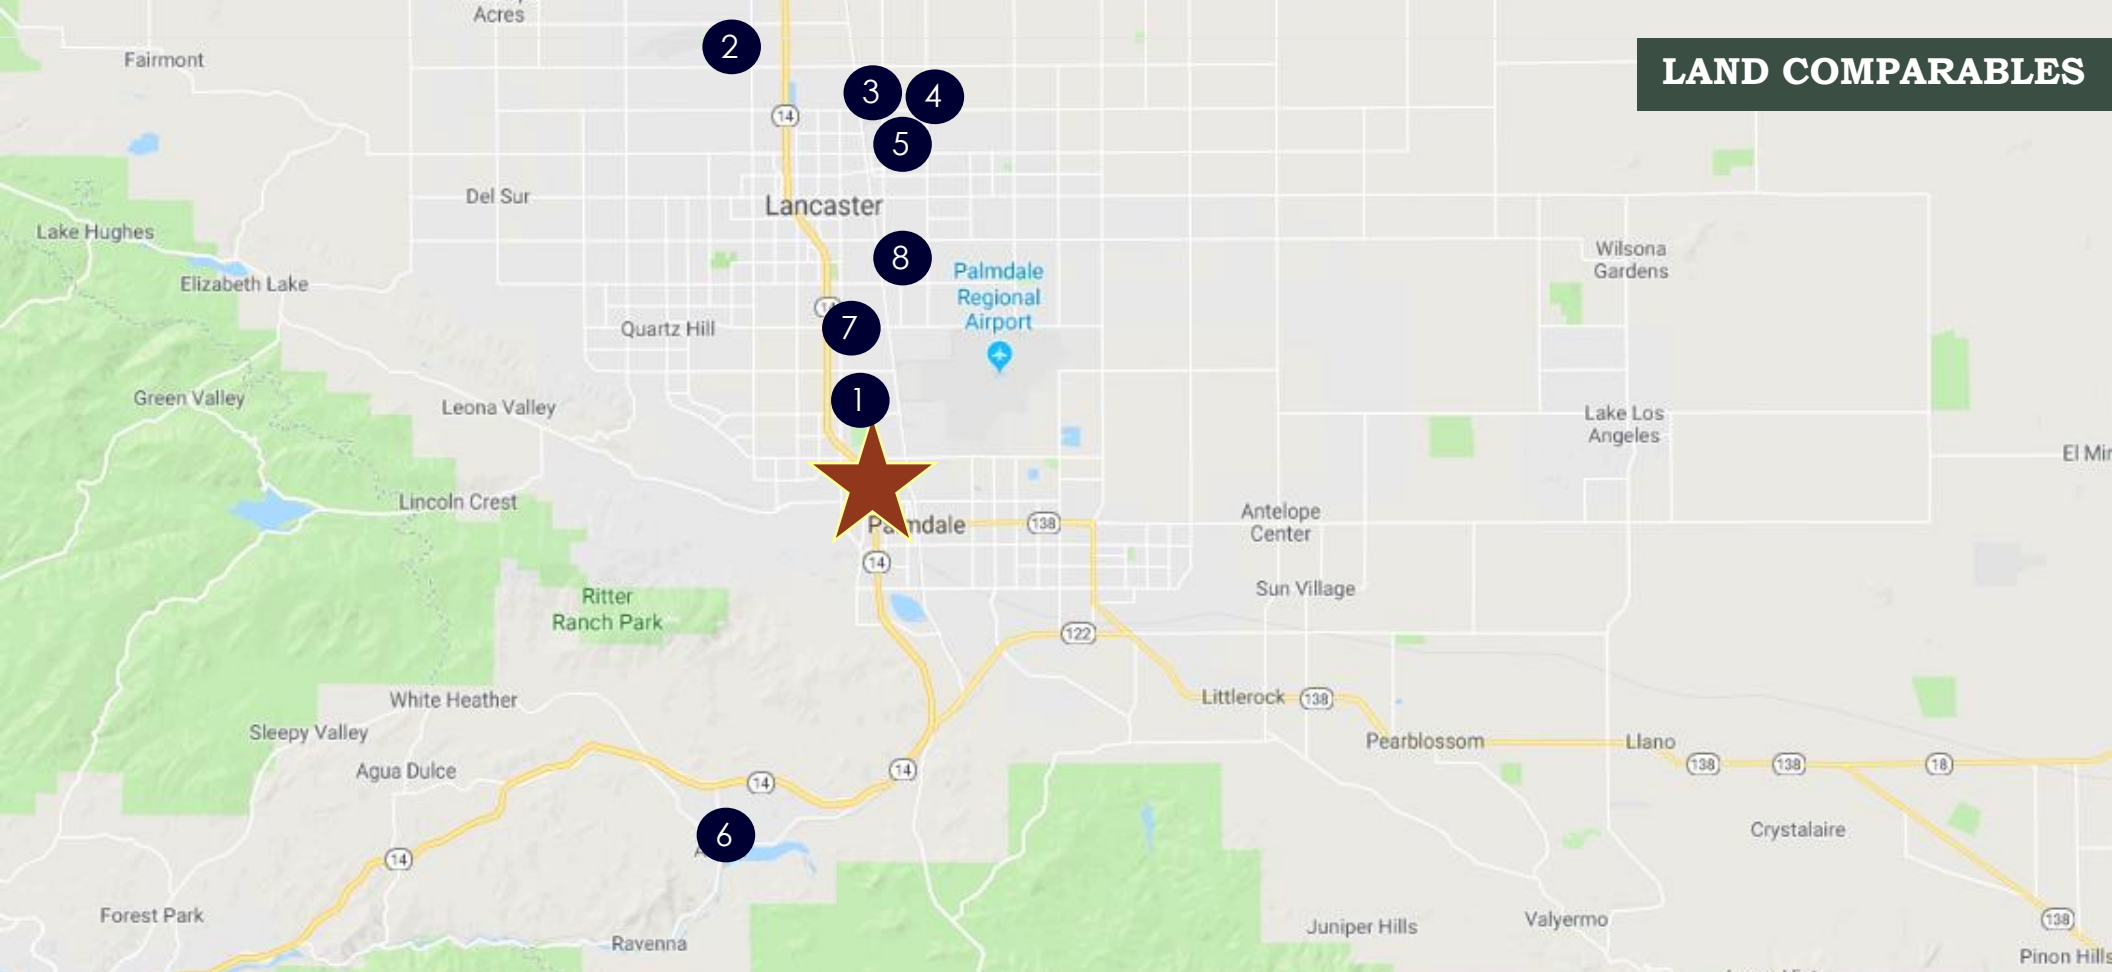 Acres
LAND COMPARABLES
Fairmont
2
3
4
14
5
Del Sur
Lancaster
Lake Hughes
8
Wilsona
Gardens
Elizabeth Lake
Palmdale
Regional
Airport
14
Quartz Hill
7
Green Valley
Leona Valley
1
Lake Los
Angeles
El Mir
Lincoln Crest
Antelope
Center
Palmdale
138
14
Sun Village
Ritter
Ranch Park
122
White Heather
Littlerock
138
Sleepy Valley
Pearblossom
Llano
Agua Dulce
14
14
138
138
18
6
Crystalaire
14
Forest Park
Juniper Hills
Valyermo
138
Ravenna
Pinon Hills